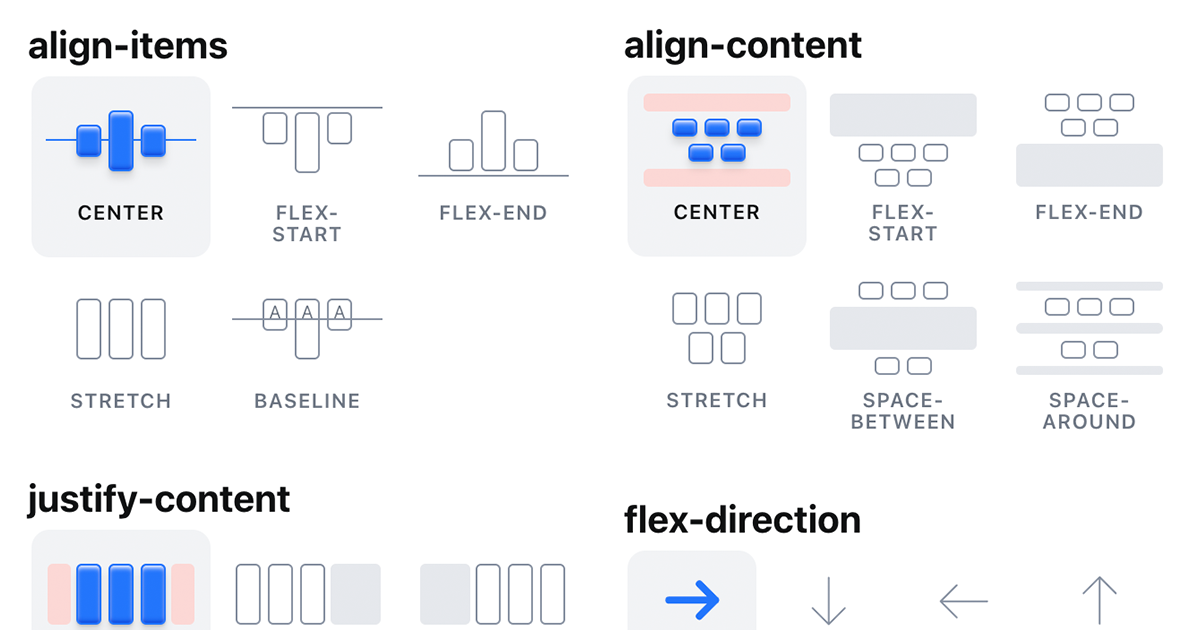 align-items
CENTER
FLEX-
START
FLEX-END
STRETCH
A A A
BASELINE
align-content
CENTER
FLEX-
START
FLEX-END
STRETCH
SPACE-
BETWEEN
SPACE-
AROUND
justify-content
flex-direction